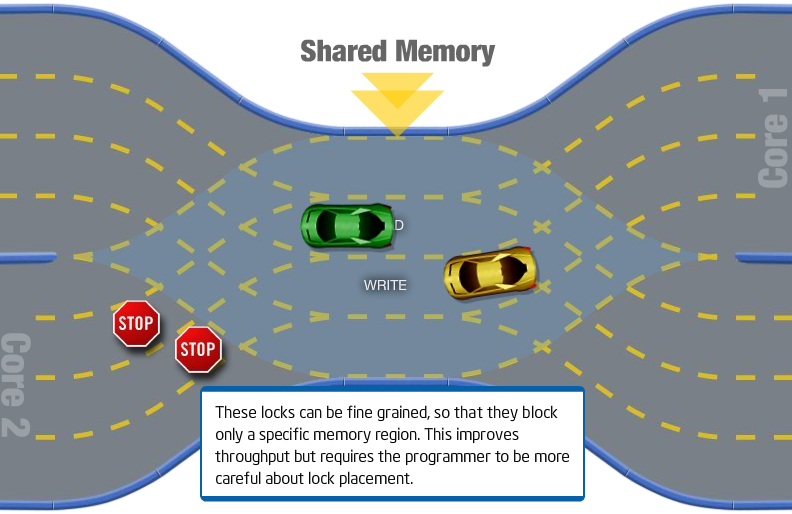 Shared Memory
Core 1
D
WRITE
STOP
STOP
Core 2
These locks can be fine grained, so that they block
only a specific memory region. This improves
throughput but requires the programmer to be more
careful about lock placement.